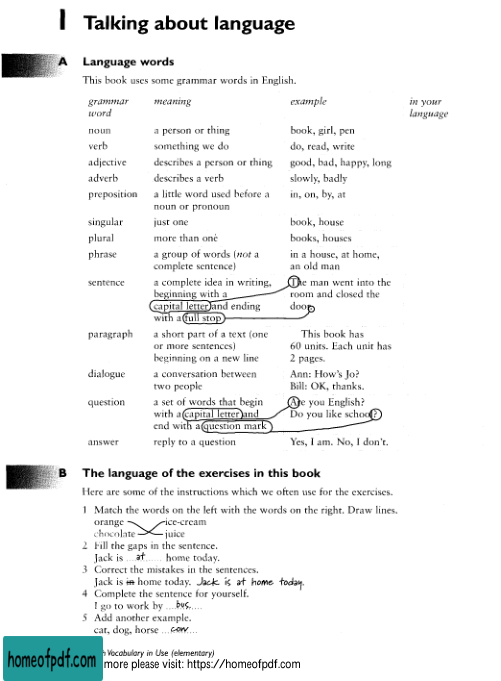 1 Talking about language
A Language words
This book uses some grammar words in English.
grammar word meaning example in your language
noun a person or thing book, girl, pen
verb something we do do, read, write
adjective describes a person or thing good, bad, happy, long
adverb describes a verb slowly, badly
preposition a little word used before a in, on, by, at
noun or pronoun
singular just one book, house
plural more than one books, houses
phrase a group of words (not a in a house, at home,
complete sentence) an old man
sentence a complete idea in writing, The man went into the
beginning with a room and closed the
capital letter and ending door.
with a full stop
paragraph a short part of a text (one This book has
or more sentences) 60 units. Each unit has
beginning on a new line 2 pages.
dialogue a conversation between Ann: How's Jo?
two people Bill: OK, thanks.
question a set of words that begin Are you English?
with a capital letter and Do you like school?
end with a question mark
answer reply to a question Yes, I am. No, I don't.
B The language of the exercises in this book
Here are some of the instructions which we often use for the exercises.
1 Match the words on the left with the words on the right. Draw lines.
orange ice-cream
chocolate juice
2 Fill the gaps in the sentence.
Jack is ...at...... home today.
3 Correct the mistakes in the sentences.
Jack is in home today. Jack is at home today.
4 Complete the sentence for yourself.
I go to work by ...bus.....
5 Add another example.
cat, dog, horse ...cow...
Vocabulary in Use (elementary)
homeofpdf.com
more please visit: https://homeofpdf.com